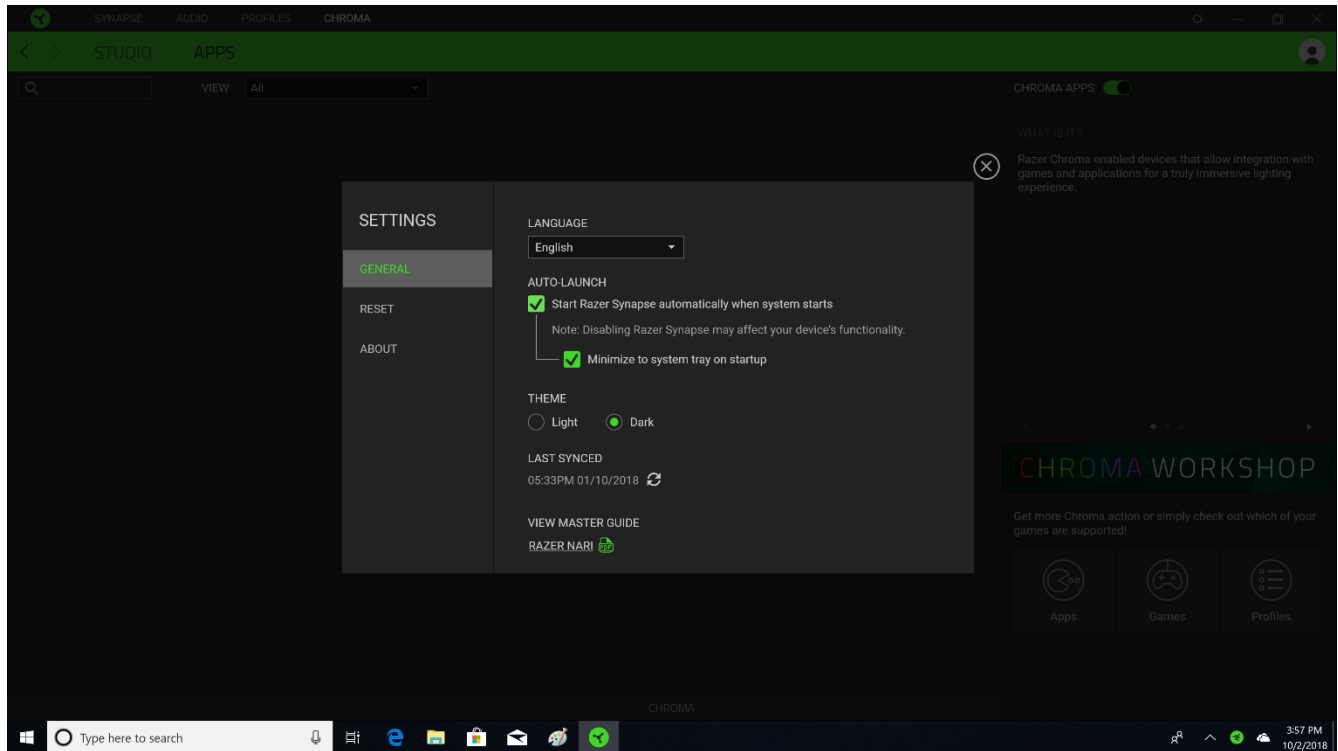 SYNAPSE AUDIO PROFILES CHROMA
STUDIO APPS
VIEW All
CHROMA APPS
WHAT IS IT?
Razer Chroma enabled devices that allow integration with
games and applications for a truly immersive lighting
experience.
SETTINGS
GENERAL
RESET
ABOUT
LANGUAGE
English
AUTO-LAUNCH
Start Razer Synapse automatically when system starts
Note: Disabling Razer Synapse may affect your device's functionality.
Minimize to system tray on startup
THEME
Light Dark
LAST SYNCED
05:33PM 01/10/2018
VIEW MASTER GUIDE
RAZER NARI PDF
CHROMA WORKSHOP
Get more Chroma action or simply check out which of your
games are supported!
Apps Games Profiles
CHROMA
Type here to search
3:57 PM
10/2/2018